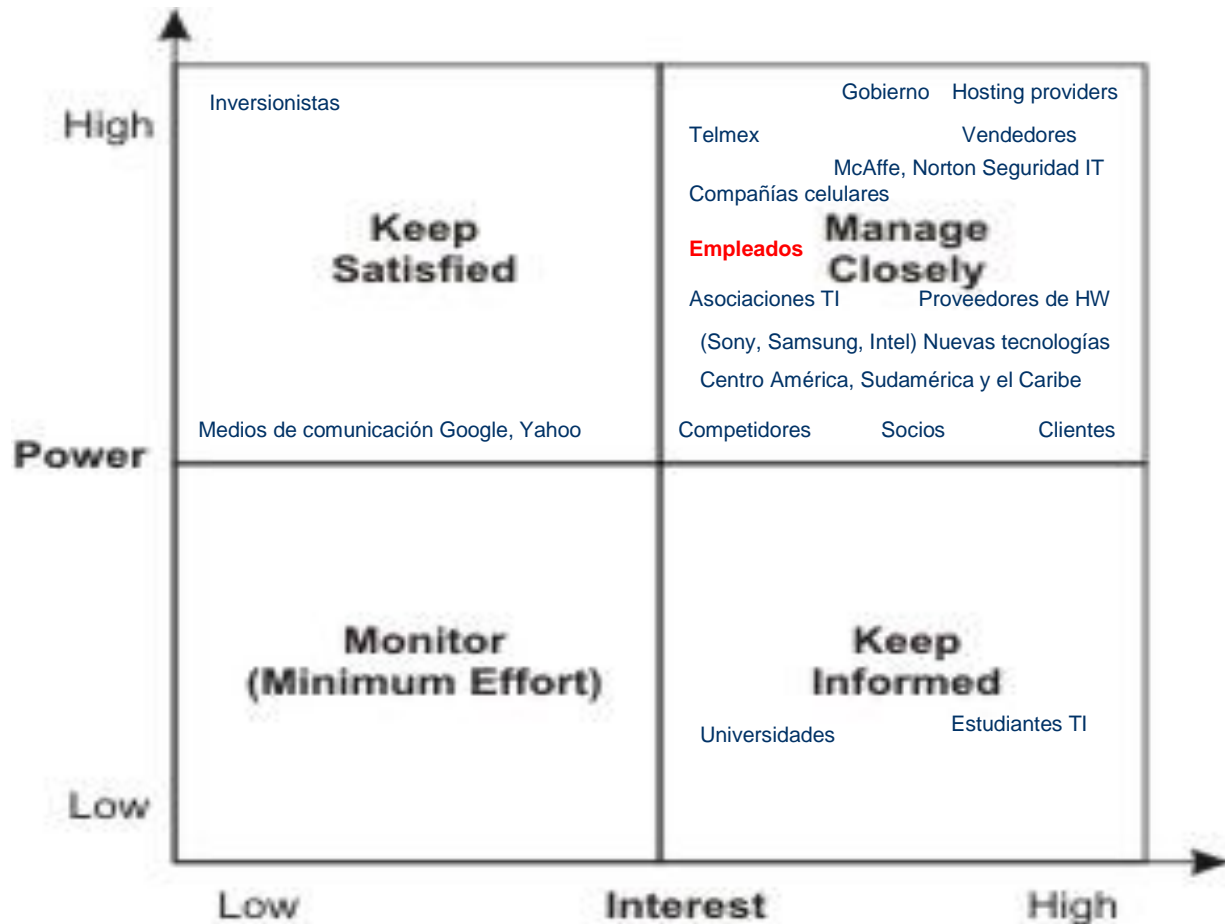 Inversionistas
Gobierno Hosting providers
High
Telmex Vendedores
McAffe, Norton Seguridad IT
Compañías celulares
Keep
Satisfied
Manage
Closely
Empleados
Asociaciones TI Proveedores de HW
(Sony, Samsung, Intel) Nuevas tecnologías
Centro América, Sudamérica y el Caribe
Medios de comunicación Google, Yahoo
Competidores Socios Clientes
Power
Monitor
(Minimum Effort)
Keep
Informed
Universidades
Estudiantes TI
Low
Low Interest High